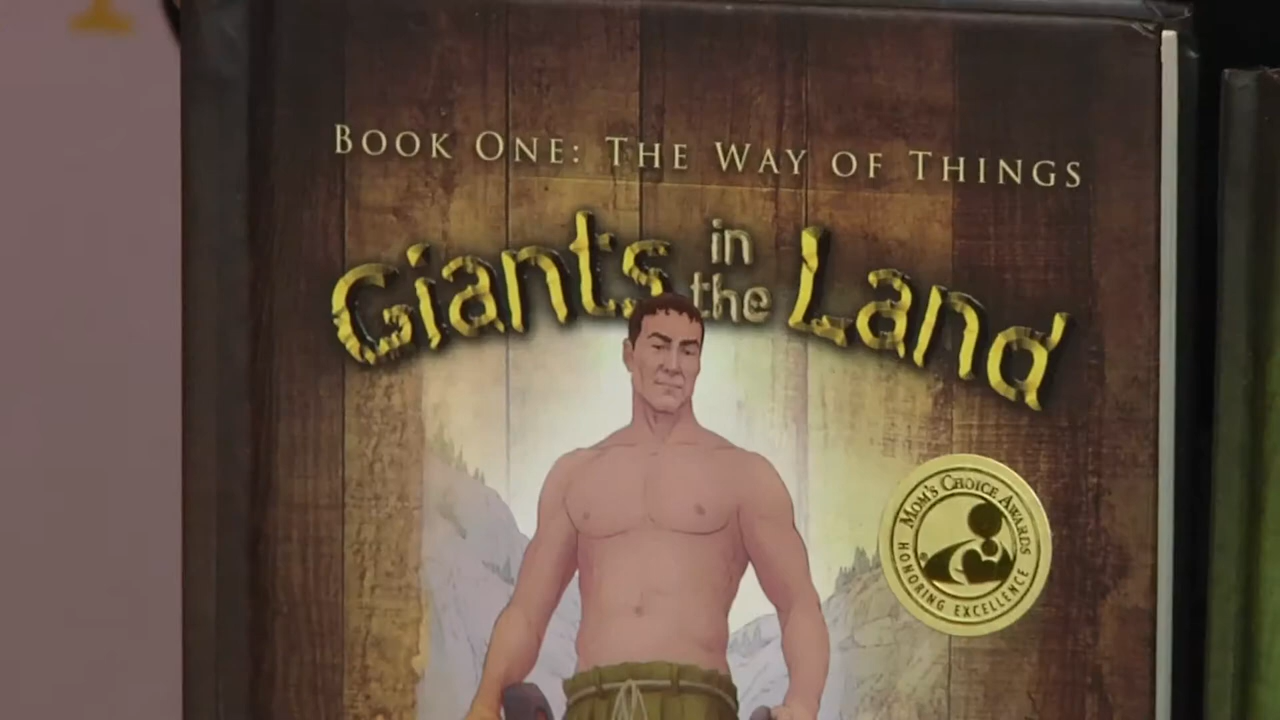 BOOK ONE: THE WAY OF THINGS
Giants in the Land
MOM'S CHOICE AWARDS
HONORING EXCELLENCE